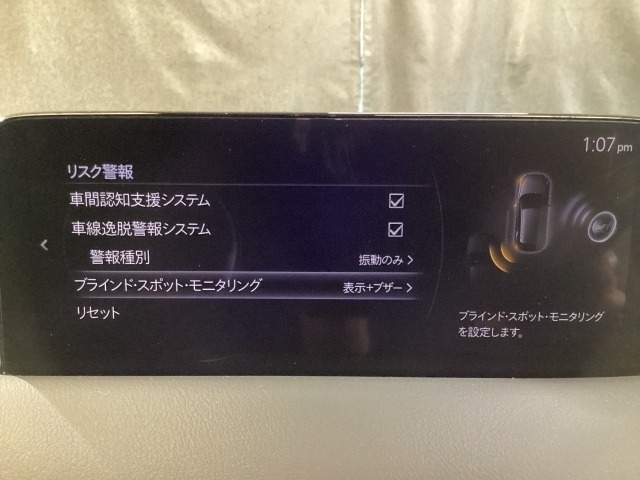 1:07 pm
リスク警報
車間認知支援システム
車線逸脱警報システム
警報種別 振動のみ
ブラインド・スポット・モニタリング 表示+ブザー
リセット
ブラインド・スポット・モニタリング
を設定します。